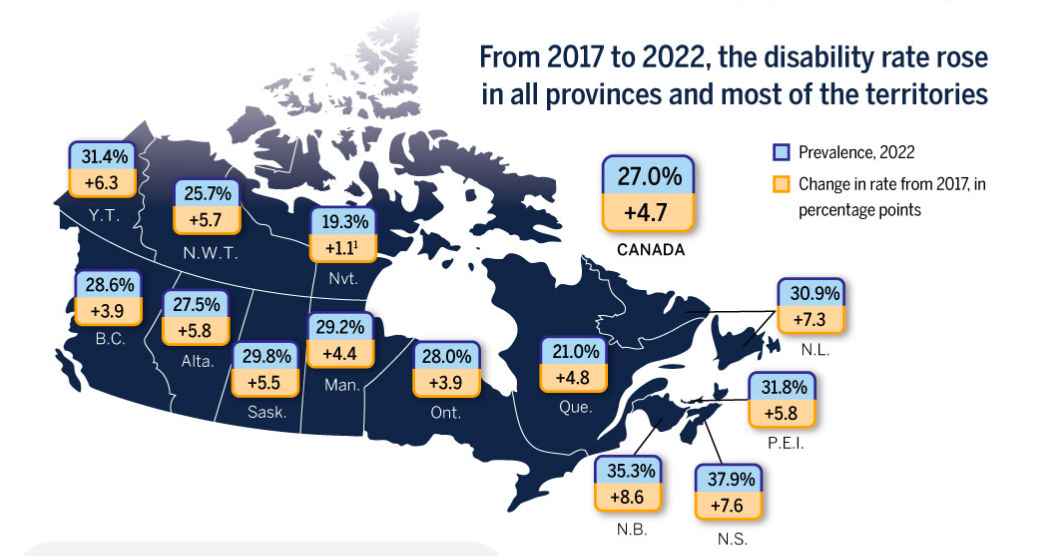 From 2017 to 2022, the disability rate rose
in all provinces and most of the territories
Prevalence, 2022
Change in rate from 2017, in
percentage points
27.0%
+4.7
CANADA
31.4%
+6.3
Y.T.
25.7%
+5.7
N.W.T.
19.3%
+1.1¹
Nvt.
28.6%
+3.9
B.C.
27.5%
+5.8
Alta.
29.8%
+5.5
Sask.
29.2%
+4.4
Man.
28.0%
+3.9
Ont.
21.0%
+4.8
Que.
30.9%
+7.3
N.L.
31.8%
+5.8
P.E.I.
35.3%
+8.6
N.B.
37.9%
+7.6
N.S.